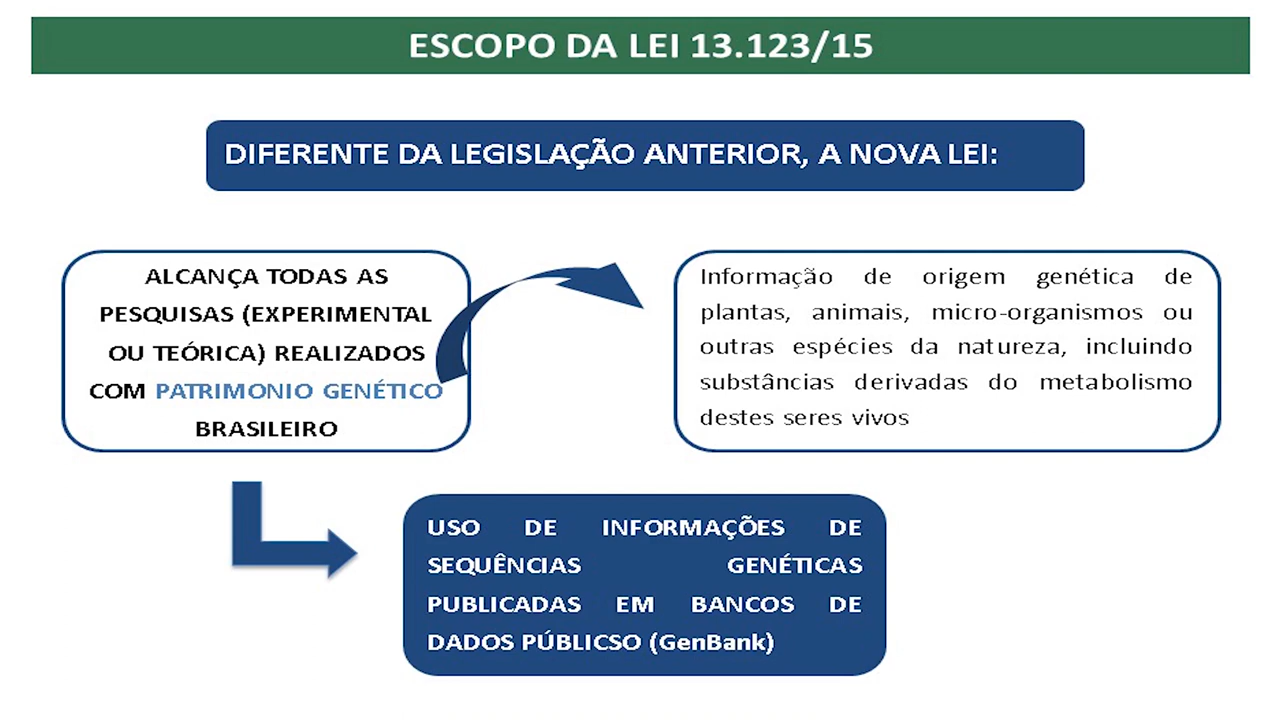 ESCOPO DA LEI 13.123/15
DIFERENTE DA LEGISLAÇÃO ANTERIOR, A NOVA LEI:
ALCANÇA TODAS AS
PESQUISAS (EXPERIMENTAL
OU TEÓRICA) REALIZADOS
COM PATRIMONIO GENÉTICO
BRASILEIRO
Informação de origem genética de
plantas, animais, micro-organismos ou
outras espécies da natureza, incluindo
substâncias derivadas do metabolismo
destes seres vivos
USO DE INFORMAÇÕES DE
SEQUÊNCIAS GENÉTICAS
PUBLICADAS EM BANCOS DE
DADOS PÚBLICSO (GenBank)